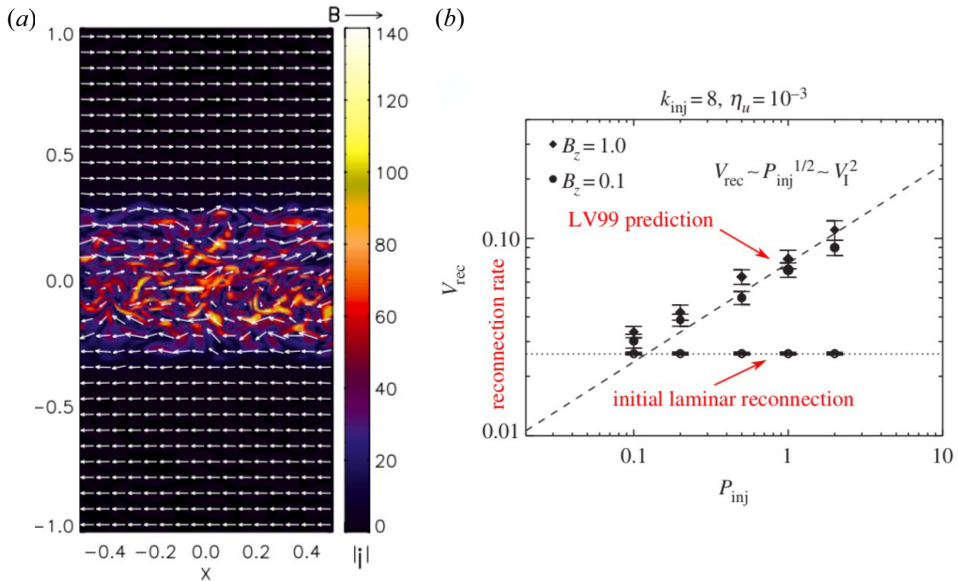 (a)
B
1.0
0.5
0.0
−0.5
−1.0
−0.4 −0.2 0.0 0.2 0.4
X
140
120
100
80
60
40
20
0
|j|
(b)
k_inj = 8, η_u = 10⁻³
B_z = 1.0
B_z = 0.1
V_rec ~ P_inj^1/2 ~ V_I^2
LV99 prediction
0.10
0.01
V_rec
reconnection rate
initial laminar reconnection
0.1 1 10
P_inj